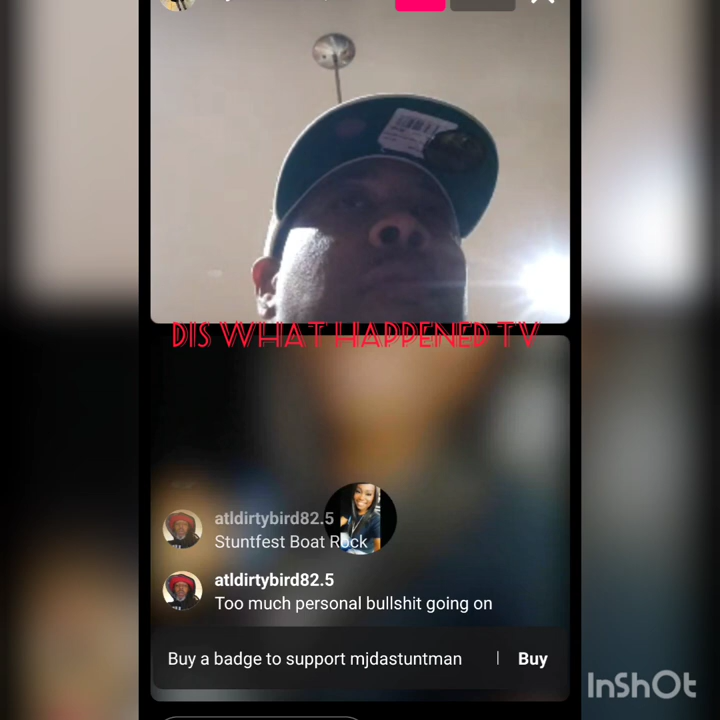 DIS WHAT HAPPENED TV
atldirtybird82.5
Stuntfest Boat Rock
atldirtybird82.5
Too much personal bullshit going on
Buy a badge to support mjdastuntman | Buy
InShOt